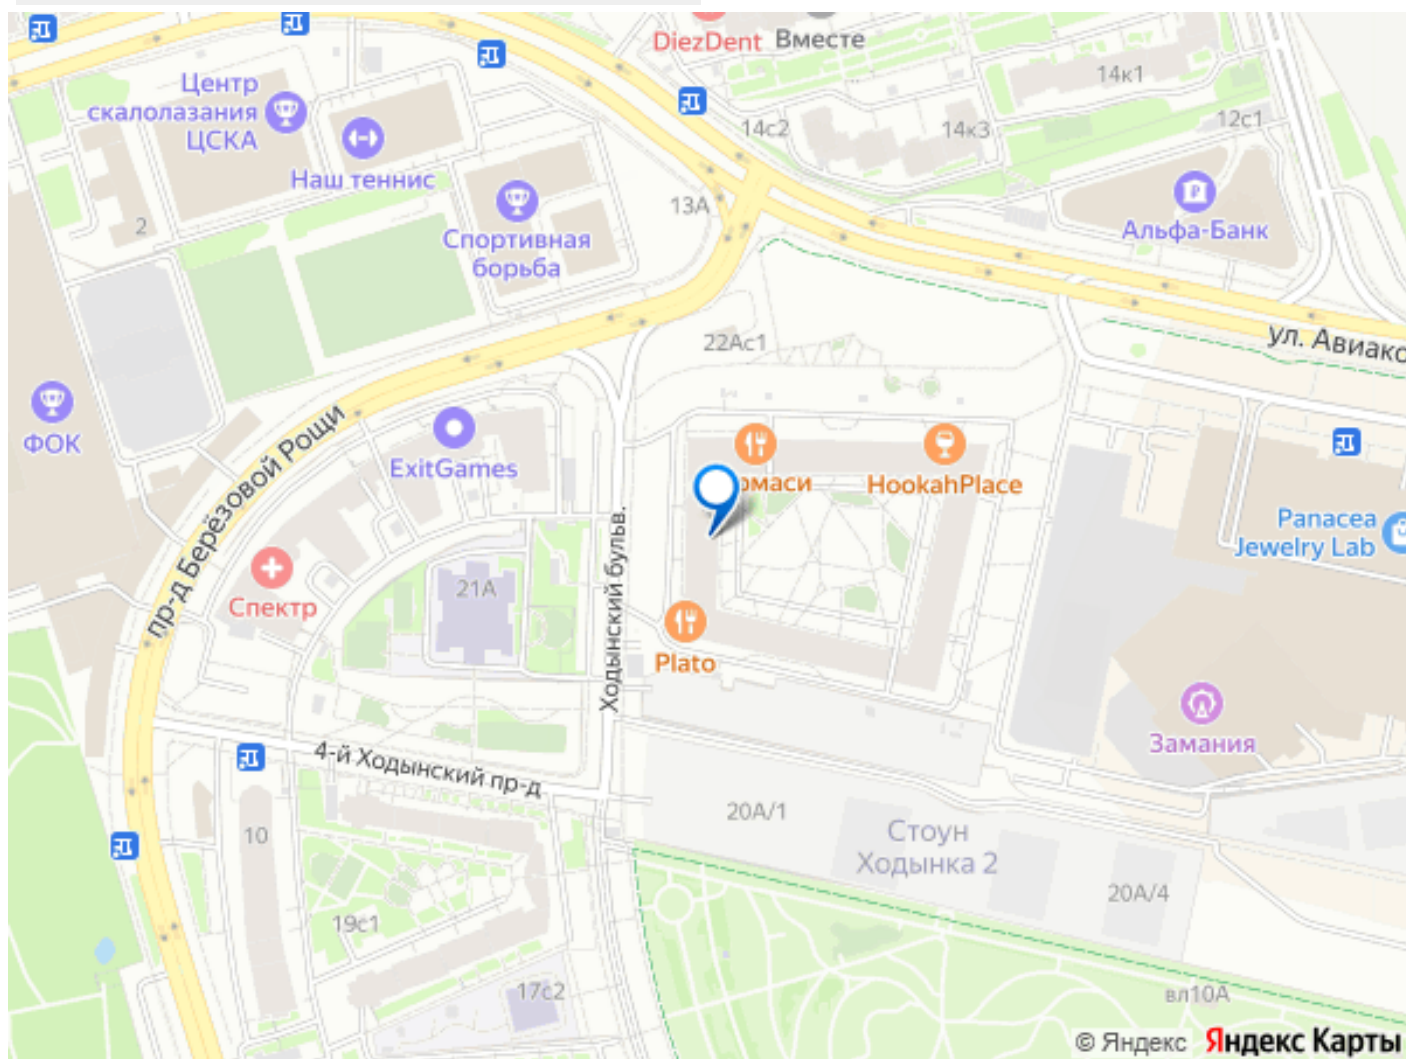 DiezDent
Вместе
Центр
скалолазания
ЦСКА
14к1
14с2
14к3
12с1
Наш теннис
13А
Альфа-Банк
2
Спортивная
борьба
22Ас1
ул. Авиако
ФОК
ExitGames
пр-д Берёзовой Рощи
омаси
HookahPlace
Panacea
Jewelry Lab
Ходынский бульв.
21А
Спектр
Plato
Замания
4-й Ходынский пр-д
20А/1
Стоун
Ходынка 2
10
20А/4
19с1
17с2
вл10А
© Яндекс
Яндекс Карты